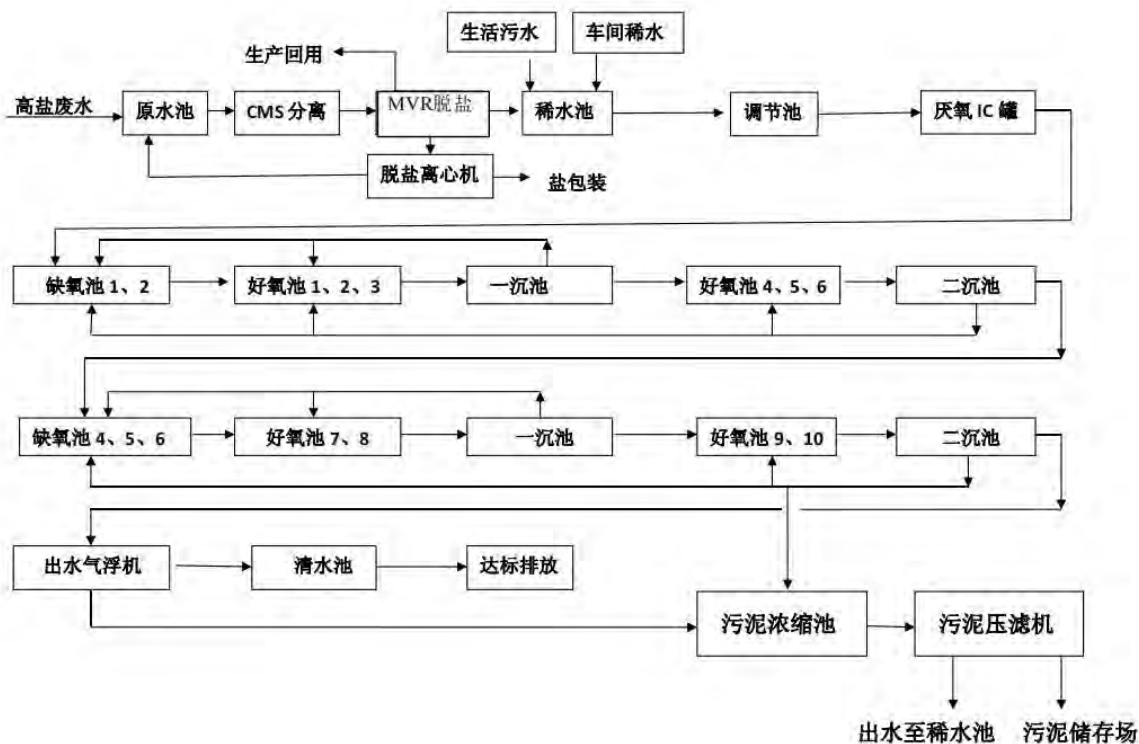 生活污水
车间稀水
生产回用
高盐废水
原水池
CMS 分离
MVR脱盐
稀水池
调节池
厌氧 IC 罐
脱盐离心机
盐包装
缺氧池 1、2
好氧池 1、2、3
一沉池
好氧池 4、5、6
二沉池
缺氧池 4、5、6
好氧池 7、8
一沉池
好氧池 9、10
二沉池
出水气浮机
清水池
达标排放
污泥浓缩池
污泥压滤机
出水至稀水池
污泥储存场